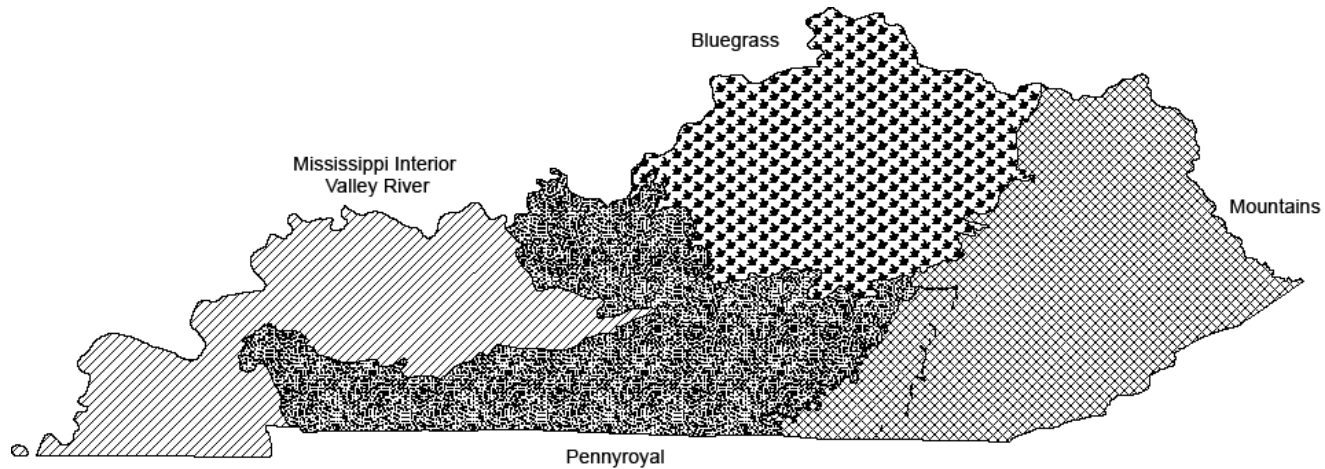 Bluegrass
Mississippi Interior
Valley River
Mountains
Pennyroyal